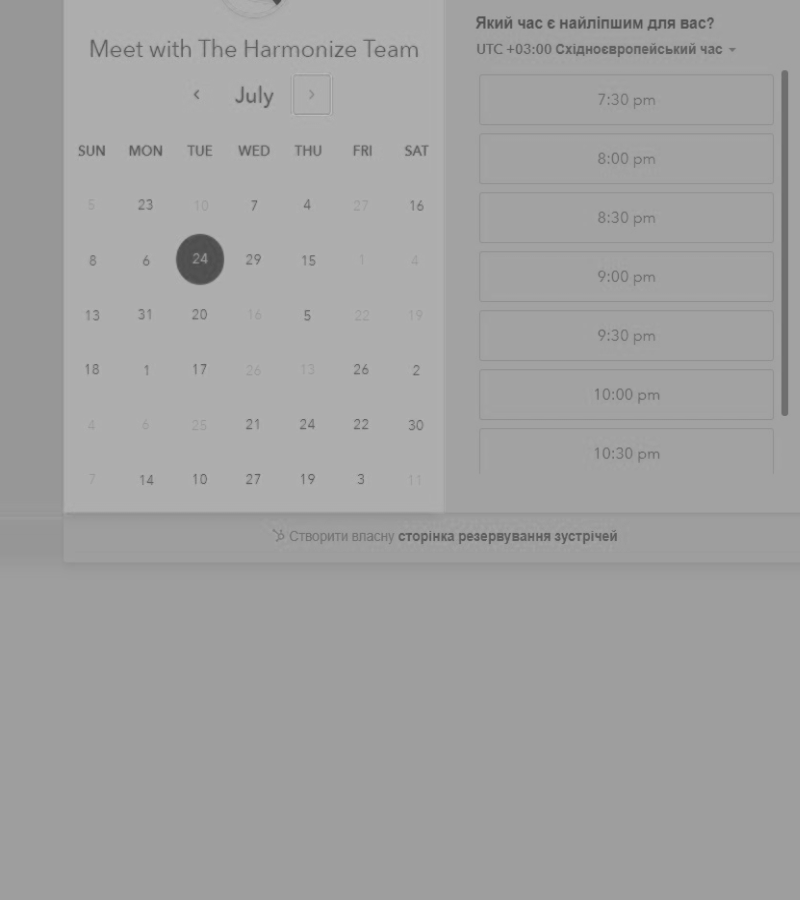 Meet with The Harmonize Team
July
SUN MON TUE WED THU FRI SAT
5 23 10 7 4 27 16
8 6 24 29 15 1 4
13 31 20 16 5 22 19
18 1 17 26 13 26 2
4 6 25 21 24 22 30
7 14 10 27 19 3 11
Який час є найліпшим для вас?
UTC +03:00 Східноєвропейський час
7:30 pm
8:00 pm
8:30 pm
9:00 pm
9:30 pm
10:00 pm
10:30 pm
Створити власну сторінка резервування зустрічей